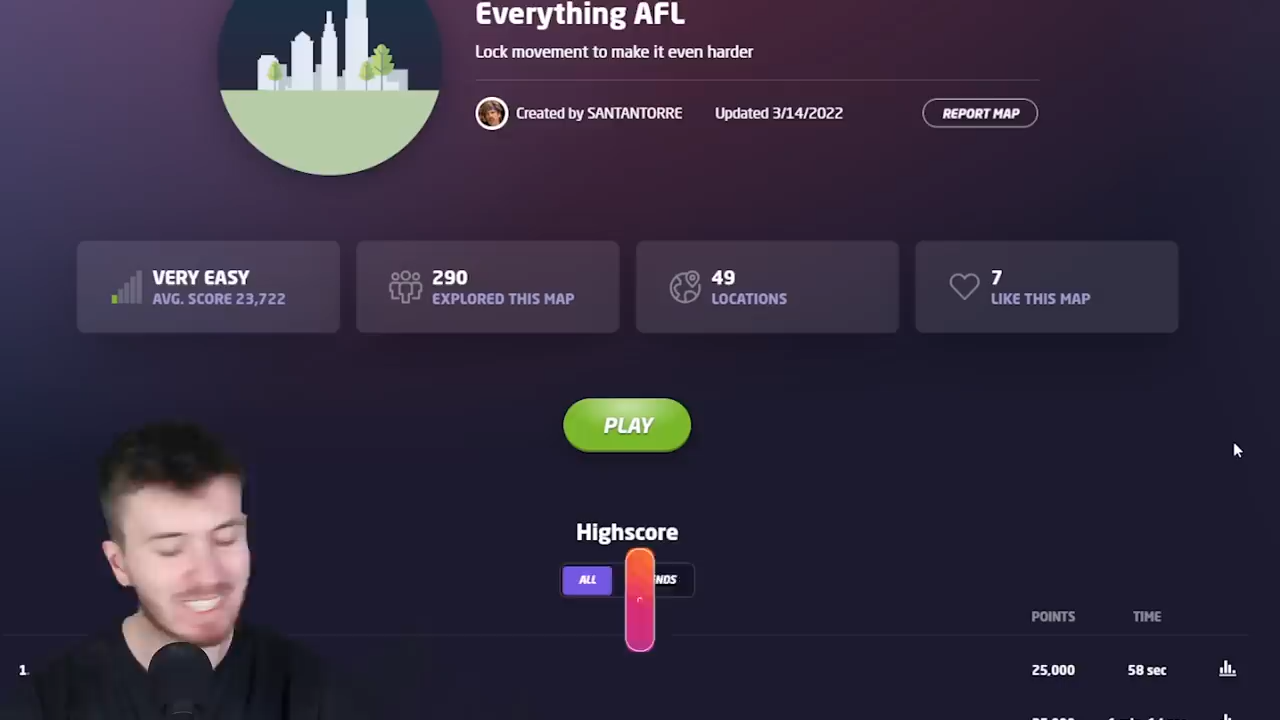 Everything AFL
Lock movement to make it even harder
Created by SANTANTORRE
Updated 3/14/2022
REPORT MAP
VERY EASY
AVG. SCORE 23,722
290
EXPLORED THIS MAP
49
LOCATIONS
7
LIKE THIS MAP
PLAY
Highscore
ALL
POINTS
TIME
1.
25,000
58 sec